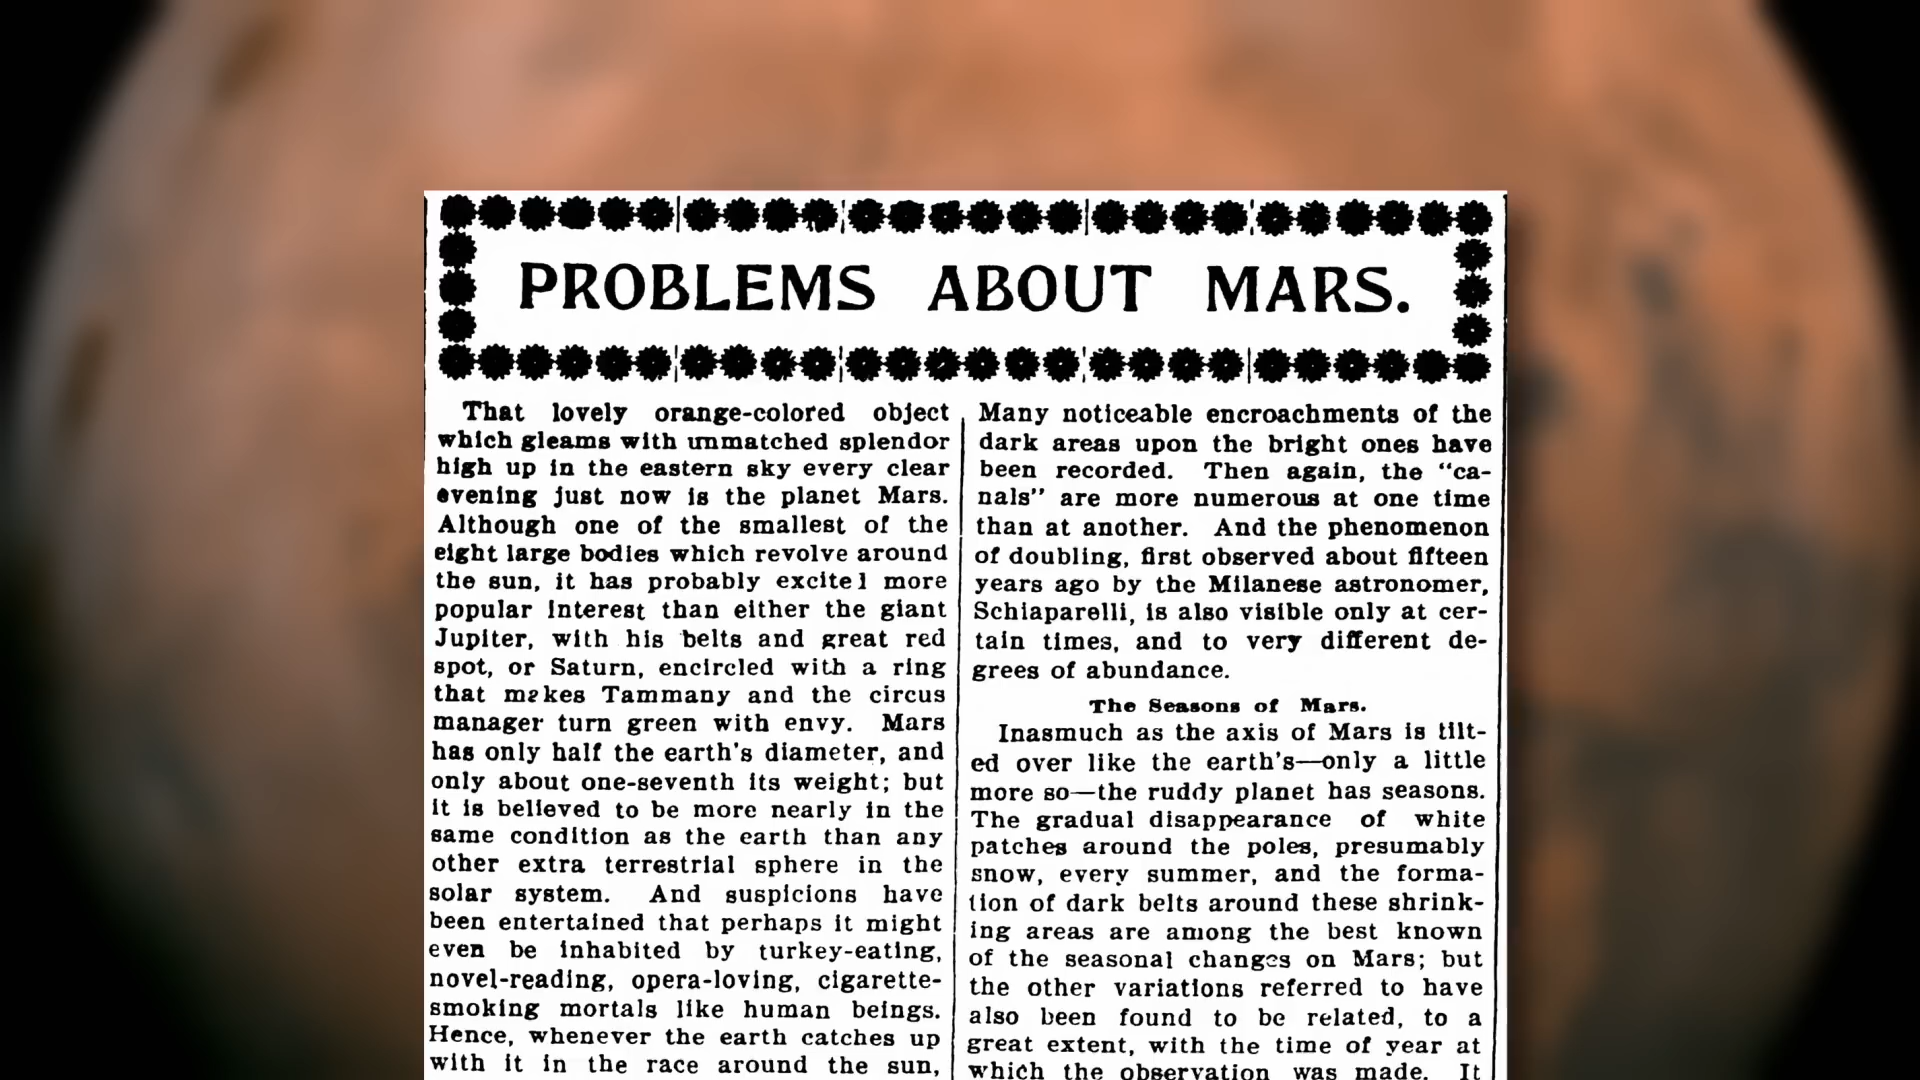 PROBLEMS ABOUT MARS.
That lovely orange-colored object
which gleams with unmatched splendor
high up in the eastern sky every clear
evening just now is the planet Mars.
Although one of the smallest of the
eight large bodies which revolve around
the sun, it has probably excited more
popular interest than either the giant
Jupiter, with his belts and great red
spot, or Saturn, encircled with a ring
that makes Tammany and the circus
manager turn green with envy. Mars
has only half the earth's diameter, and
only about one-seventh its weight; but
it is believed to be more nearly in the
same condition as the earth than any
other extra terrestrial sphere in the
solar system. And suspicions have
been entertained that perhaps it might
even be inhabited by turkey-eating,
novel-reading, opera-loving, cigarette-
smoking mortals like human beings.
Hence, whenever the earth catches up
with it in the race around the sun,
Many noticeable encroachments of the
dark areas upon the bright ones have
been recorded. Then again, the "ca-
nals" are more numerous at one time
than at another. And the phenomenon
of doubling, first observed about fifteen
years ago by the Milanese astronomer,
Schiaparelli, is also visible only at cer-
tain times, and to very different de-
grees of abundance.
The Seasons of Mars.
Inasmuch as the axis of Mars is tilt-
ed over like the earth's—only a little
more so—the ruddy planet has seasons.
The gradual disappearance of white
patches around the poles, presumably
snow, every summer, and the forma-
tion of dark belts around these shrink-
ing areas are among the best known
of the seasonal changes on Mars; but
the other variations referred to have
also been found to be related, to a
great extent, with the time of year at
which the observation was made. It